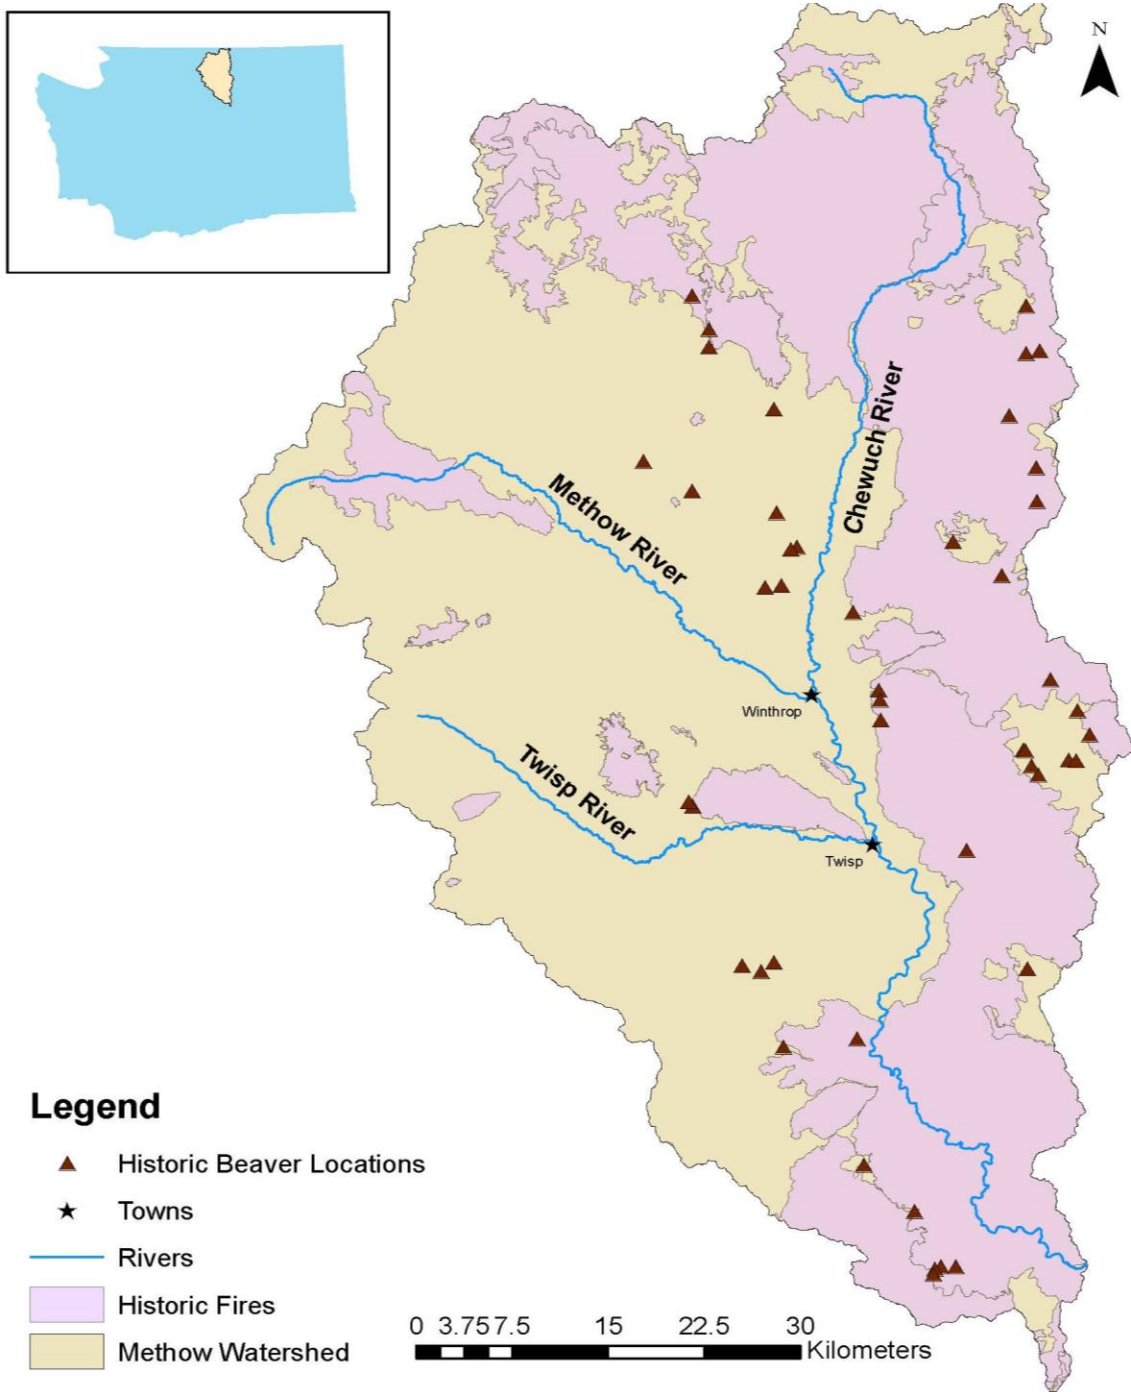 N
Chewuch River
Methow River
Winthrop
Twisp River
Twisp
Legend
Historic Beaver Locations
Towns
Rivers
Historic Fires
Methow Watershed
0 3.75 7.5 15 22.5 30
Kilometers